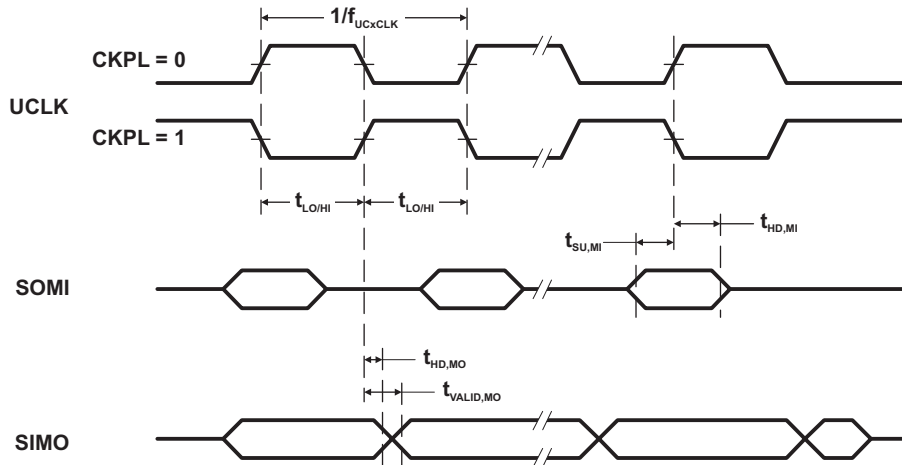 1/fUCxCLK
CKPL = 0
UCLK
CKPL = 1
tLO/HI tLO/HI
tSU,MI tHD,MI
SOMI
tHD,MO
tVALID,MO
SIMO